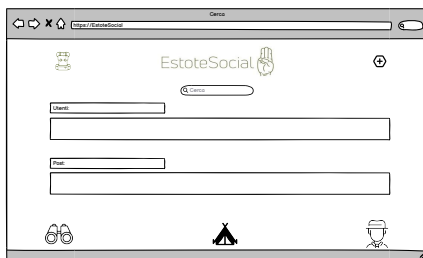 Cerca
https://EstoteSocial
EstoteSocial
Cerca
Utenti:
Post: